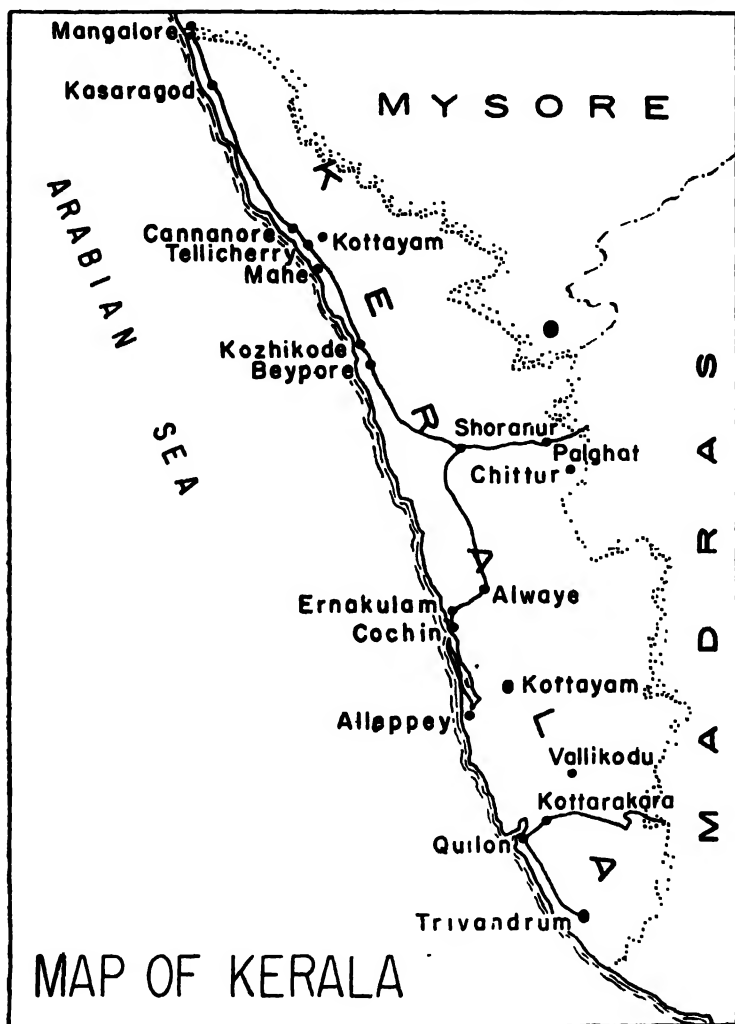 Mangalore
Kasaragod
MYSORE
ARABIAN
SEA
KERALA
Cannanore
Tellicherry
Mahe
Kottayam
Kozhikode
Beypore
MADRAS
Shoranur
Palghat
Chittur
Alwaye
Ernakulam
Cochin
Kottayam
Alleppey
Vallikodu
Kottarakara
Quilon
Trivandrum
MAP OF KERALA